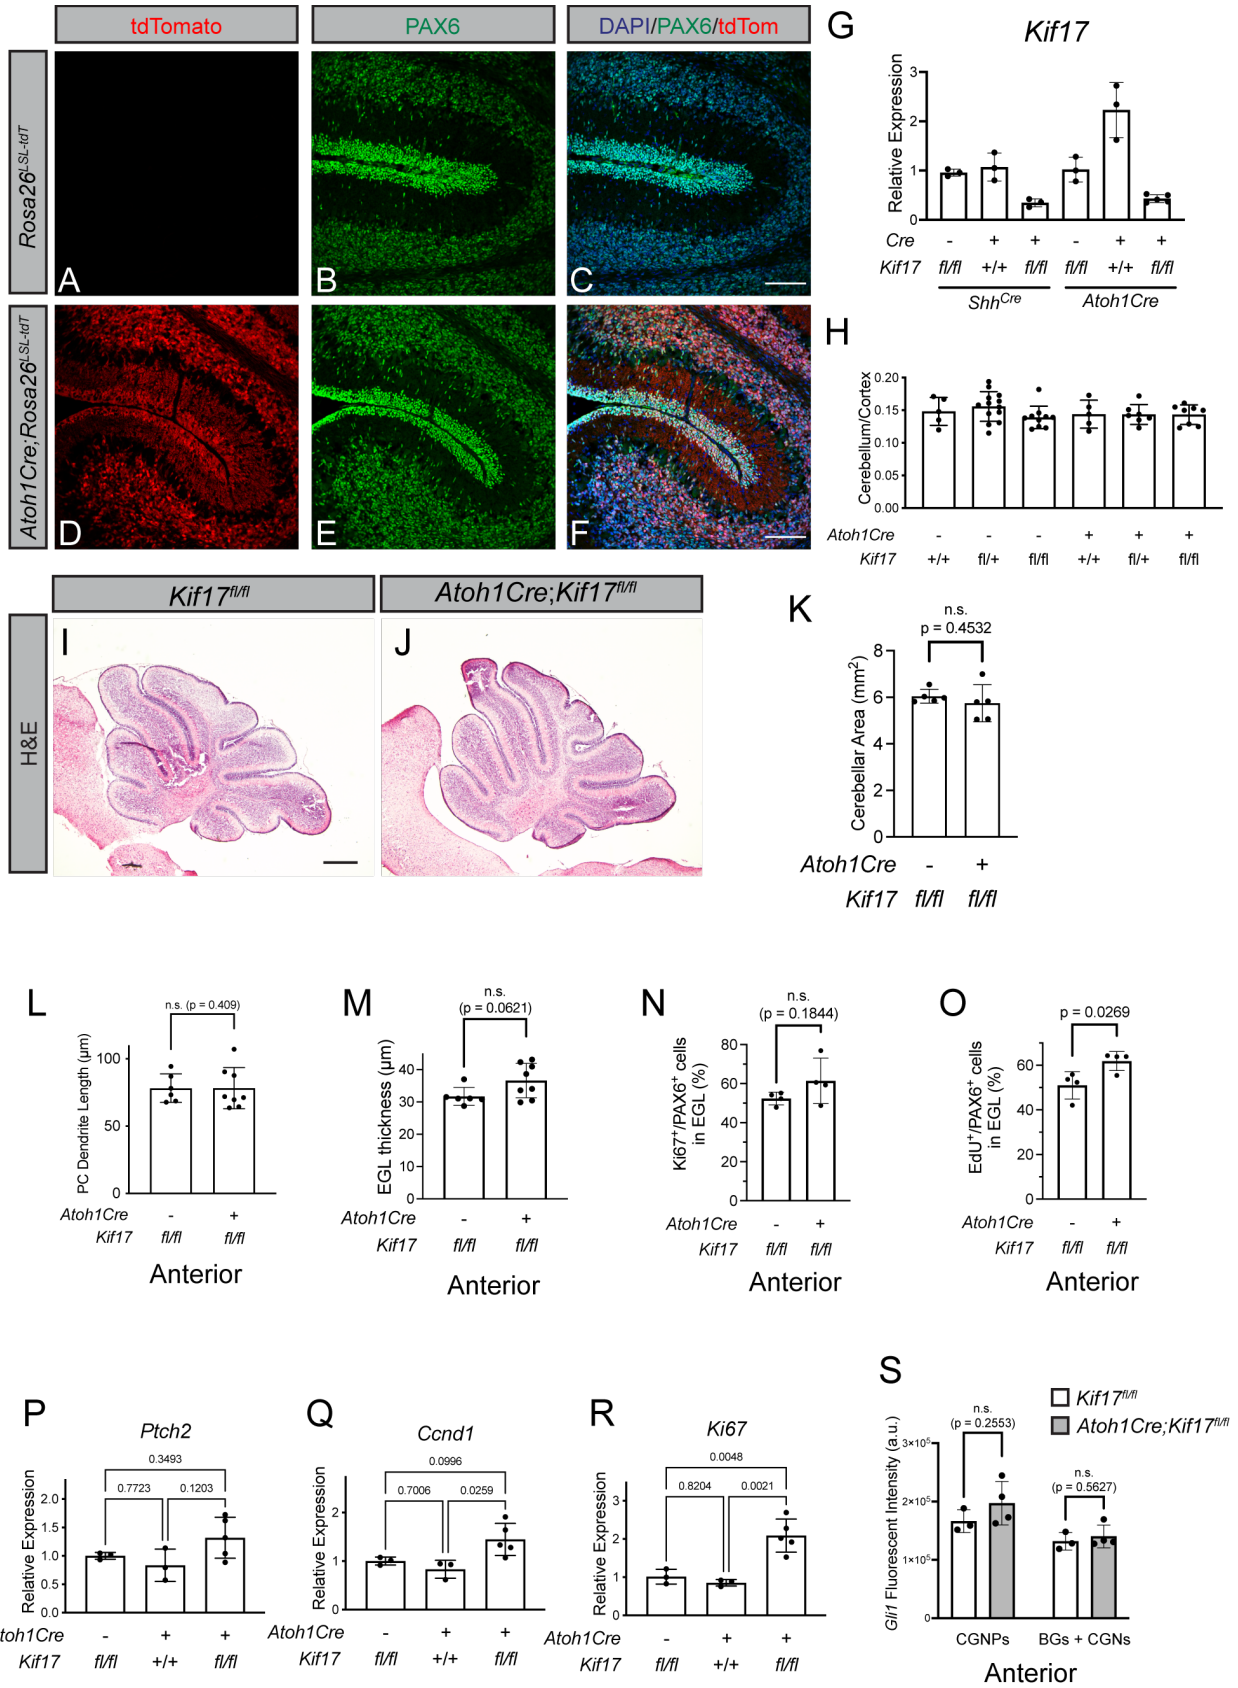 tdTomato
PAX6
DAPI/PAX6/tdTom
Rosa26LSL-tdT
A
B
C
Atoh1Cre;Rosa26LSL-tdT
D
E
F
G
Kif17
Relative Expression
3
2
1
0
Cre - + + - + +
Kif17 fl/fl +/+ fl/fl fl/fl +/+ fl/fl
ShhCre
Atoh1Cre
H
Cerebellum/Cortex
0.20
0.15
0.10
0.05
0.00
Atoh1Cre - - - + + +
Kif17 +/+ fl/+ fl/fl +/+ fl/+ fl/fl
Kif17fl/fl
Atoh1Cre;Kif17fl/fl
H&E
I
J
K
n.s.
p = 0.4532
Cerebellar Area (mm2)
8
6
4
2
0
Atoh1Cre - +
Kif17 fl/fl fl/fl
L
n.s. (p = 0.409)
PC Dendrite Length (μm)
100
50
0
Atoh1Cre - +
Kif17 fl/fl fl/fl
Anterior
M
n.s.
(p = 0.0621)
EGL thickness (μm)
40
30
20
10
0
Atoh1Cre - +
Kif17 fl/fl fl/fl
Anterior
N
n.s.
(p = 0.1844)
Ki67+/PAX6+ cells
in EGL (%)
80
60
40
20
0
Atoh1Cre - +
Kif17 fl/fl fl/fl
Anterior
O
p = 0.0269
EdU+/PAX6+ cells
in EGL (%)
60
40
20
0
Atoh1Cre - +
Kif17 fl/fl fl/fl
Anterior
P
Ptch2
0.3493
0.7723
0.1203
Relative Expression
2.0
1.5
1.0
0.5
0.0
toh1Cre - + +
Kif17 fl/fl +/+ fl/fl
Q
Ccnd1
0.0996
0.7006
0.0259
Relative Expression
2
1
0
Atoh1Cre - + +
Kif17 fl/fl +/+ fl/fl
R
Ki67
0.0048
0.8204
0.0021
Relative Expression
3
2
1
0
Atoh1Cre - + +
Kif17 fl/fl +/+ fl/fl
S
Kif17fl/fl
Atoh1Cre;Kif17fl/fl
n.s.
(p = 0.2553)
n.s.
(p = 0.5627)
Gli1 Fluorescent Intensity (a.u.)
3×10⁵
2×10⁵
1×10⁵
0
CGNPs
BGs + CGNs
Anterior